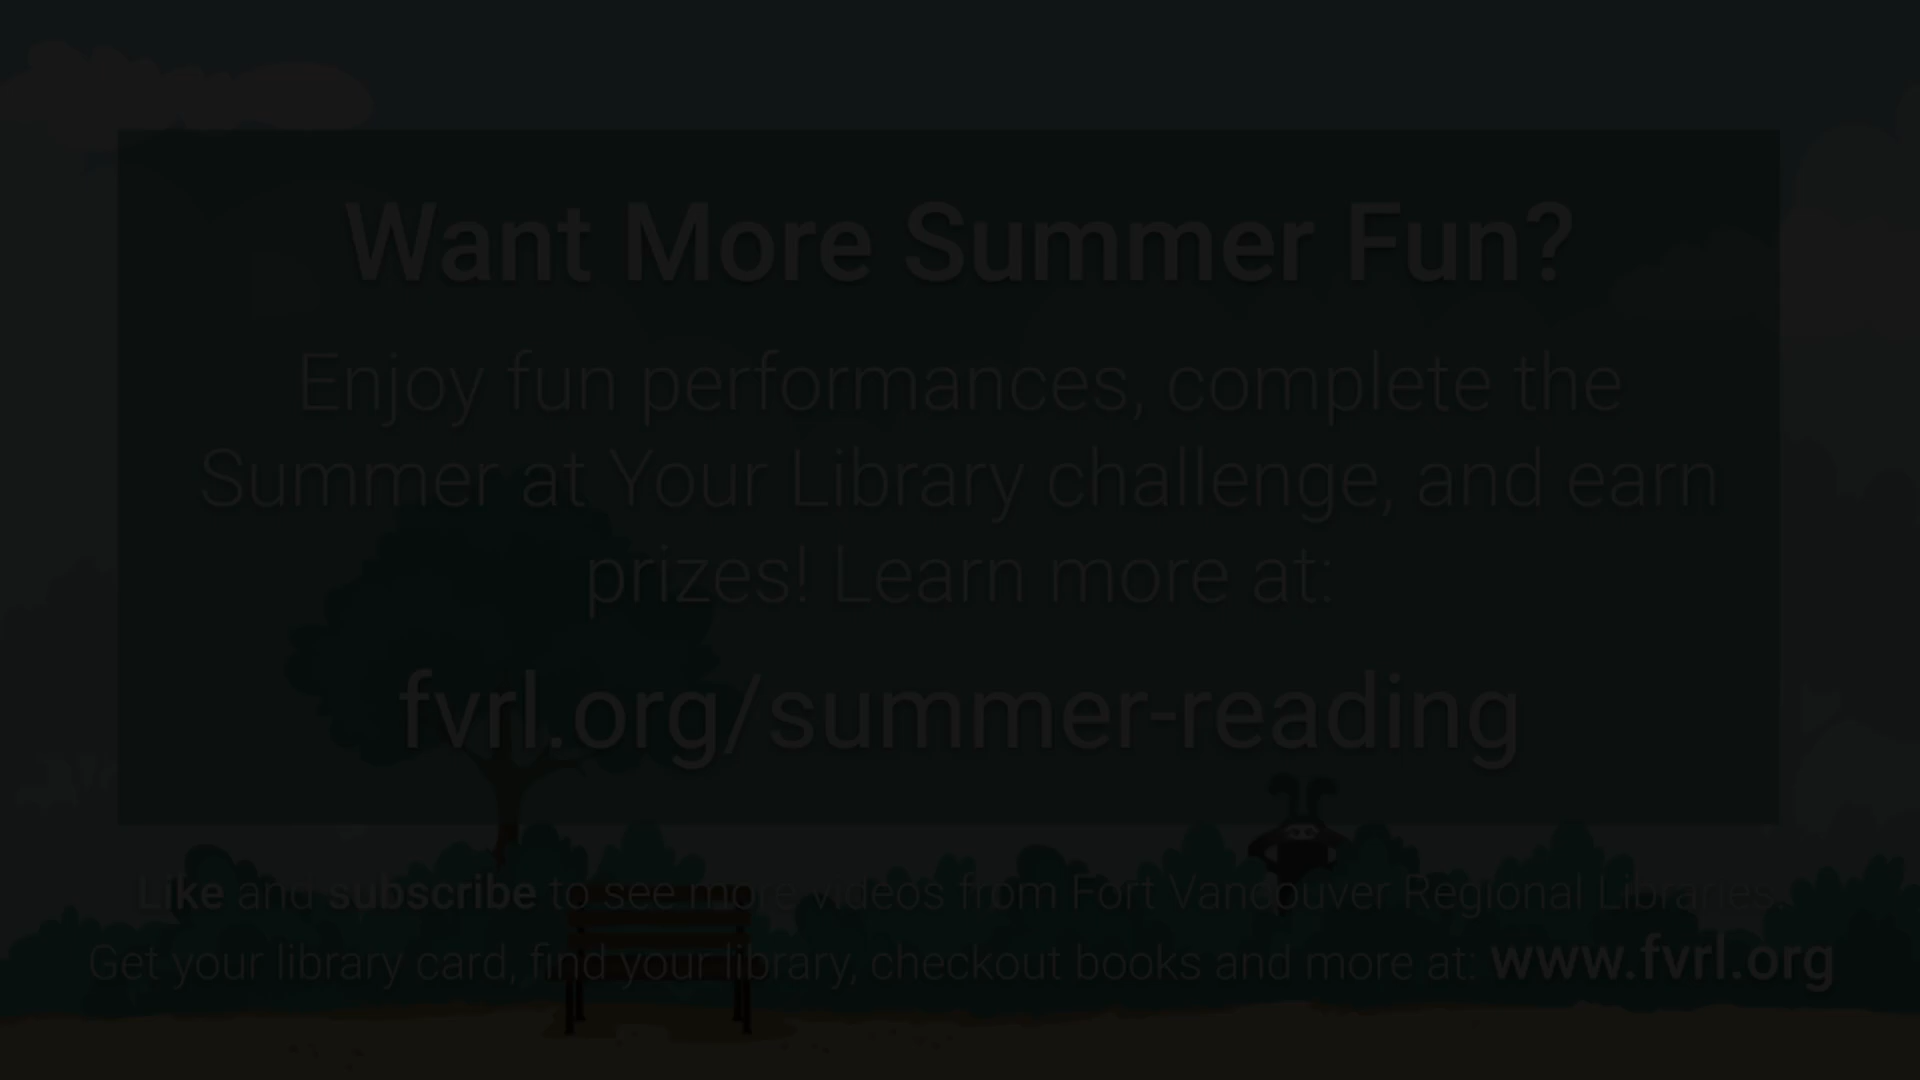 Want More Summer Fun?
Enjoy fun performances, complete the
Summer at Your Library challenge, and earn
prizes! Learn more at:
fvrl.org/summer-reading
Like and subscribe to see more videos from Fort Vancouver Regional Libraries.
Get your library card, find your library, checkout books and more at: www.fvrl.org